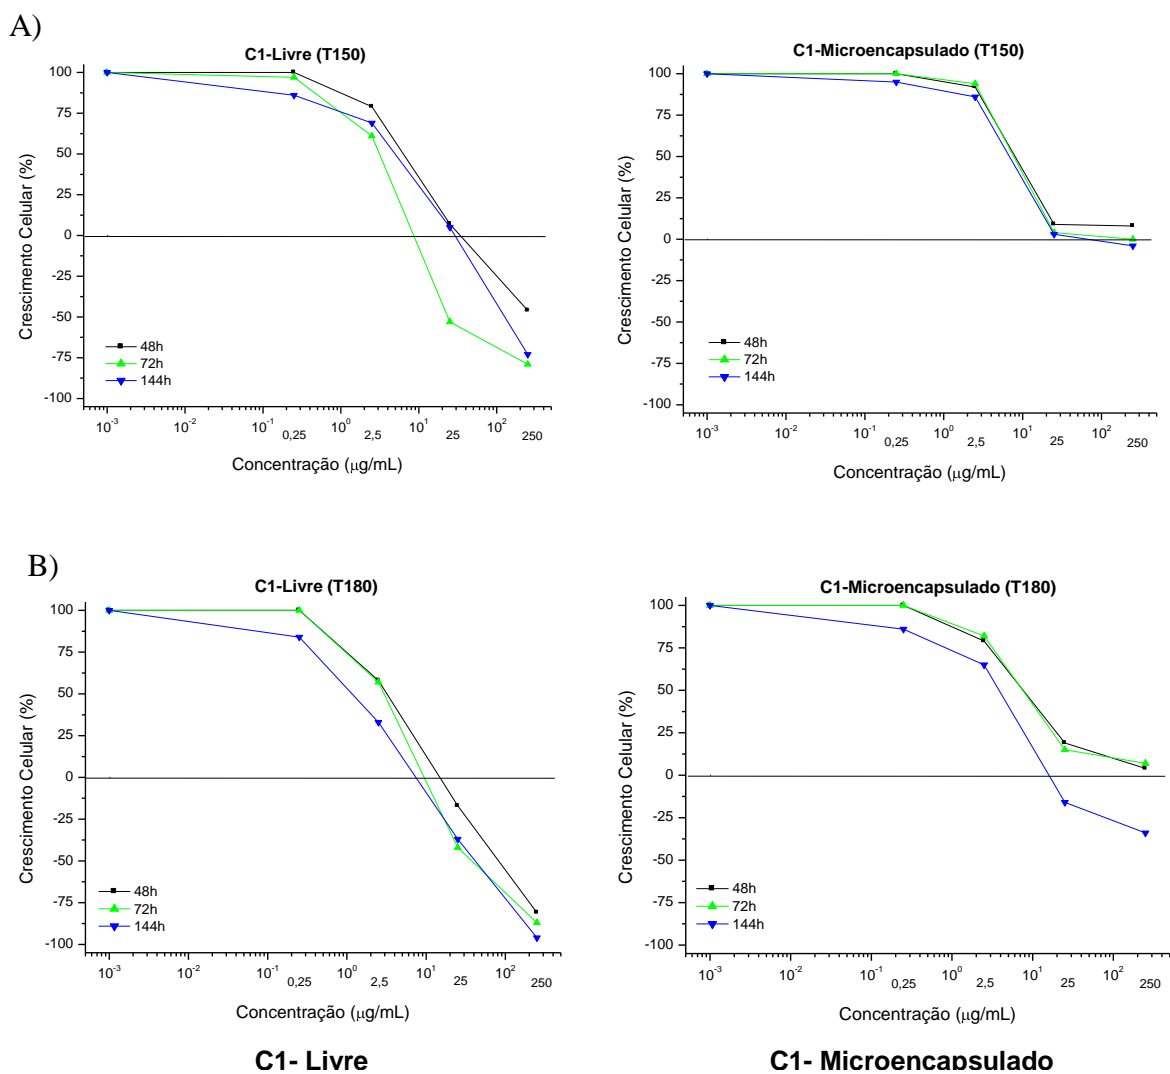 A)
C1-Livre (T150)
Crescimento Celular (%)
100
75
50
25
0
-25
-50
-75
-100
48h
72h
144h
10-3 10-2 10-1 100 101 102
0,25 2,5 25 250
Concentração (μg/mL)
C1-Microencapsulado (T150)
Crescimento Celular (%)
100
75
50
25
0
-25
-50
-75
-100
48h
72h
144h
10-3 10-2 10-1 100 101 102
0,25 2,5 25 250
Concentração (μg/mL)
B)
C1-Livre (T180)
Crescimento Celular (%)
100
75
50
25
0
-25
-50
-75
-100
48h
72h
144h
10-3 10-2 10-1 100 101 102
0,25 2,5 25 250
Concentração (μg/mL)
C1-Microencapsulado (T180)
Crescimento Celular (%)
100
75
50
25
0
-25
-50
-75
-100
48h
72h
144h
10-3 10-2 10-1 100 101 102
0,25 2,5 25 250
Concentração (μg/mL)
C1- Livre
C1- Microencapsulado